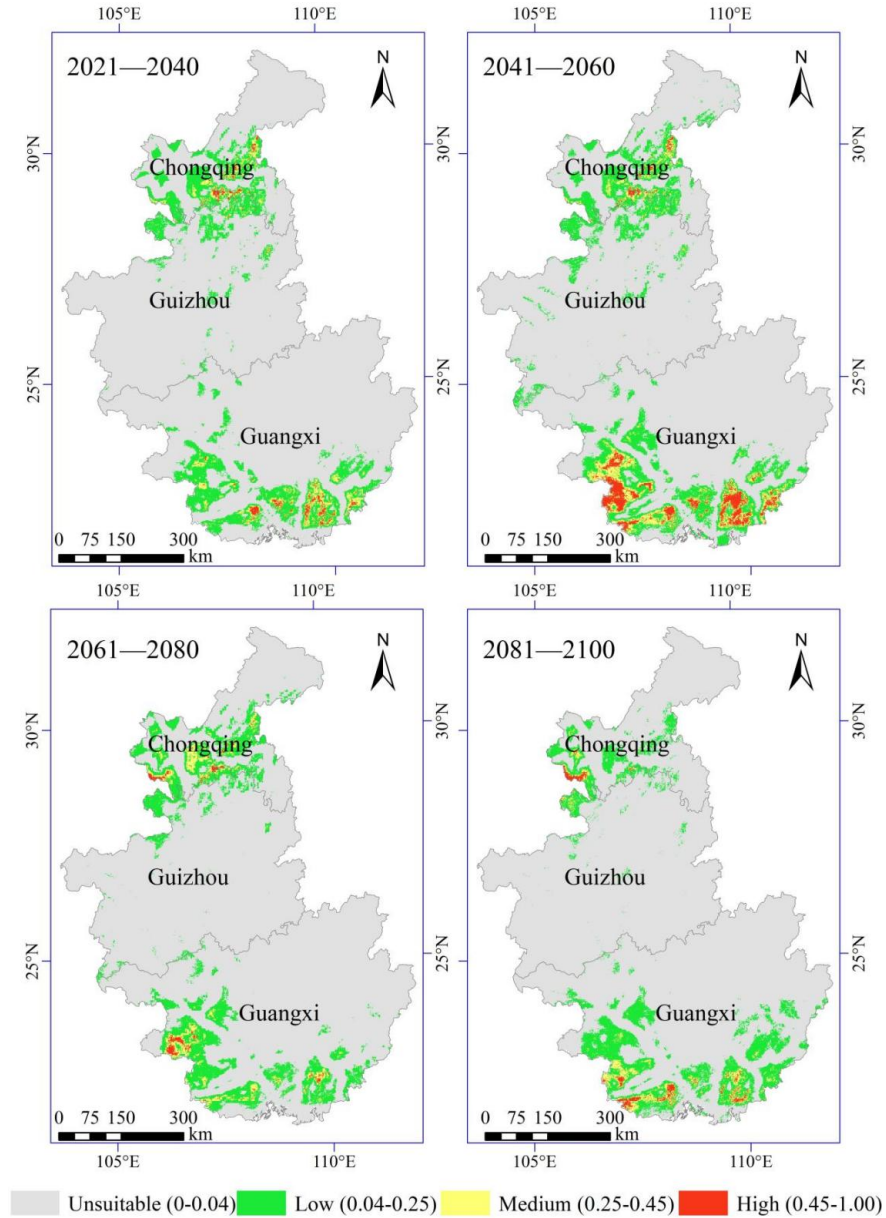 105°E 110°E
105°E 110°E
2021—2040
N
2041—2060
N
30°N
30°N
Chongqing
Chongqing
Guizhou
Guizhou
25°N
25°N
Guangxi
Guangxi
0 75 150 300
km
0 75 150 300
km
105°E 110°E
105°E 110°E
2061—2080
N
2081—2100
N
30°N
30°N
Chongqing
Chongqing
Guizhou
Guizhou
25°N
25°N
Guangxi
Guangxi
0 75 150 300
km
0 75 150 300
km
105°E 110°E
105°E 110°E
Unsuitable (0-0.04) Low (0.04-0.25) Medium (0.25-0.45) High (0.45-1.00)